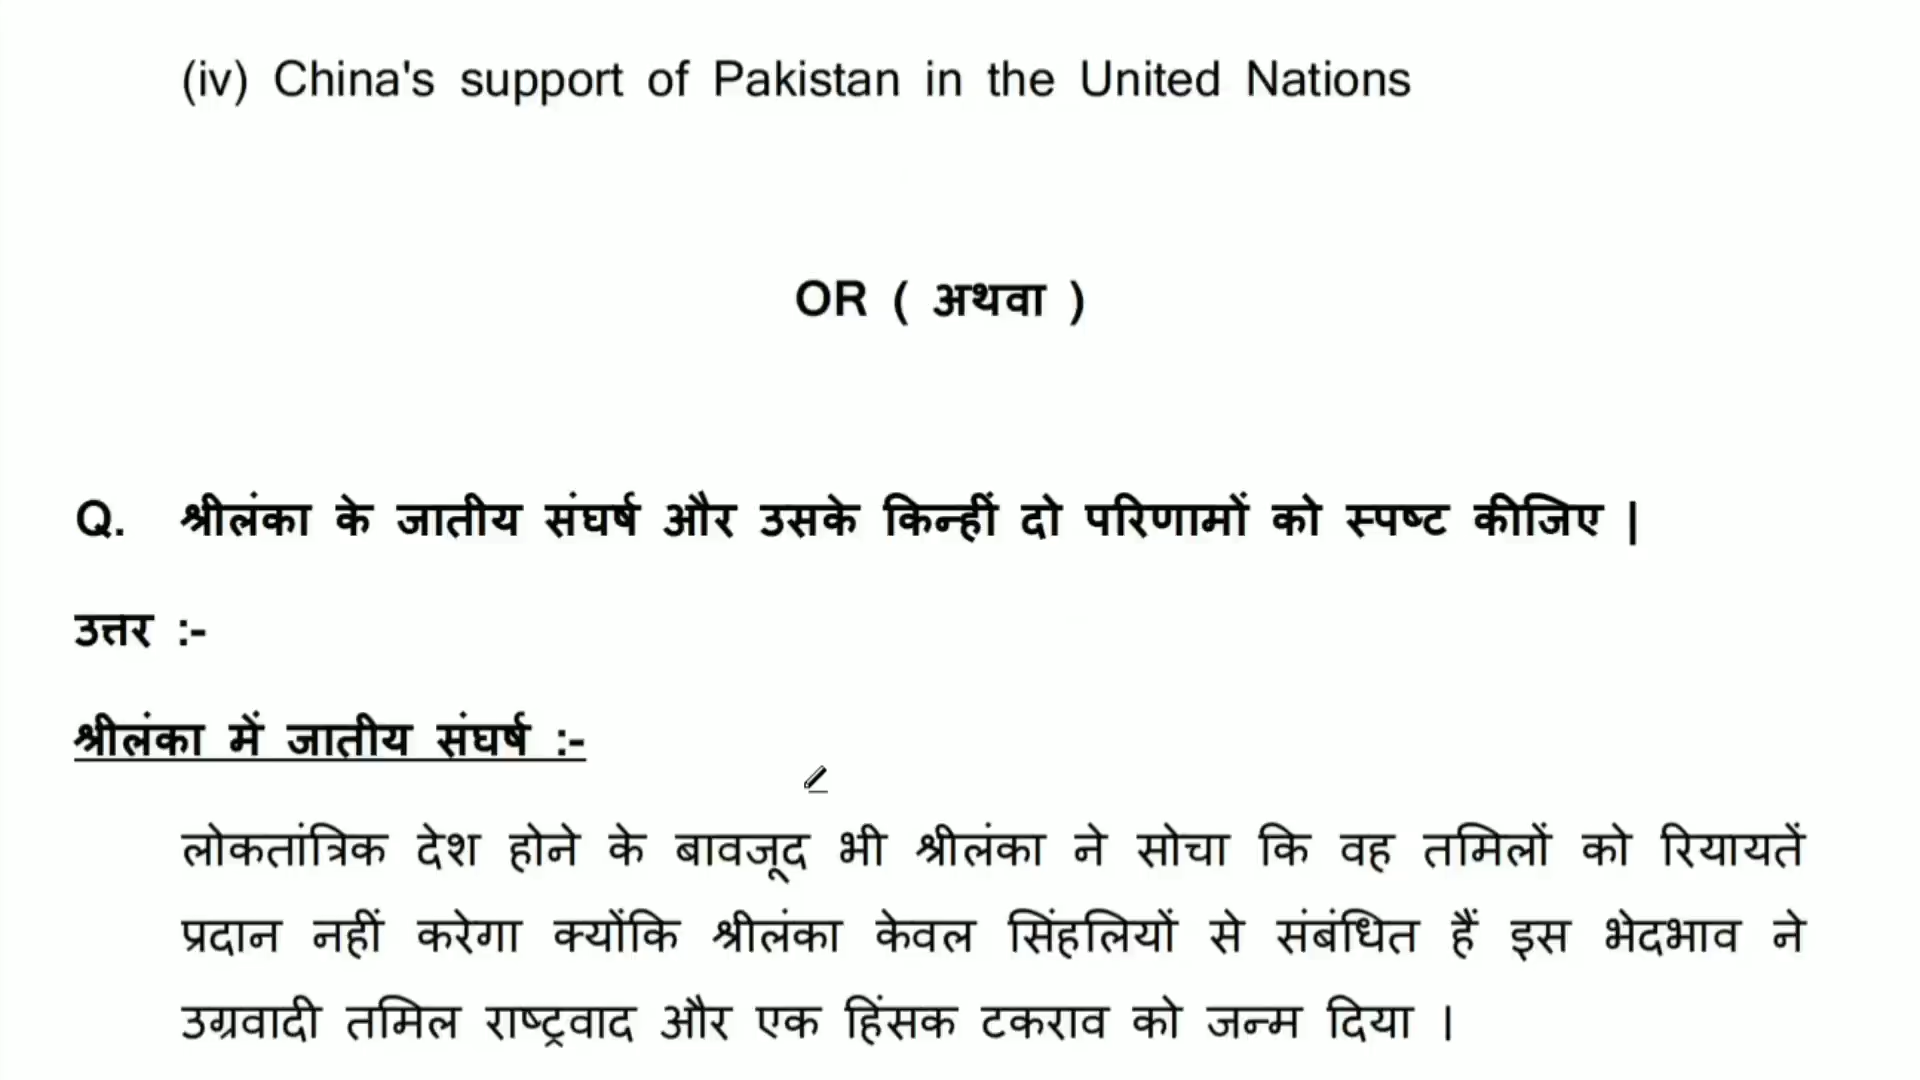 (iv) China's support of Pakistan in the United Nations
OR ( अथवा )
Q. श्रीलंका के जातीय संघर्ष और उसके किन्हीं दो परिणामों को स्पष्ट कीजिए |
उत्तर :-
श्रीलंका में जातीय संघर्ष :-
लोकतांत्रिक देश होने के बावजूद भी श्रीलंका ने सोचा कि वह तमिलों को रियायतें
प्रदान नहीं करेगा क्योंकि श्रीलंका केवल सिंहलियों से संबंधित हैं इस भेदभाव ने
उग्रवादी तमिल राष्ट्रवाद और एक हिंसक टकराव को जन्म दिया ।